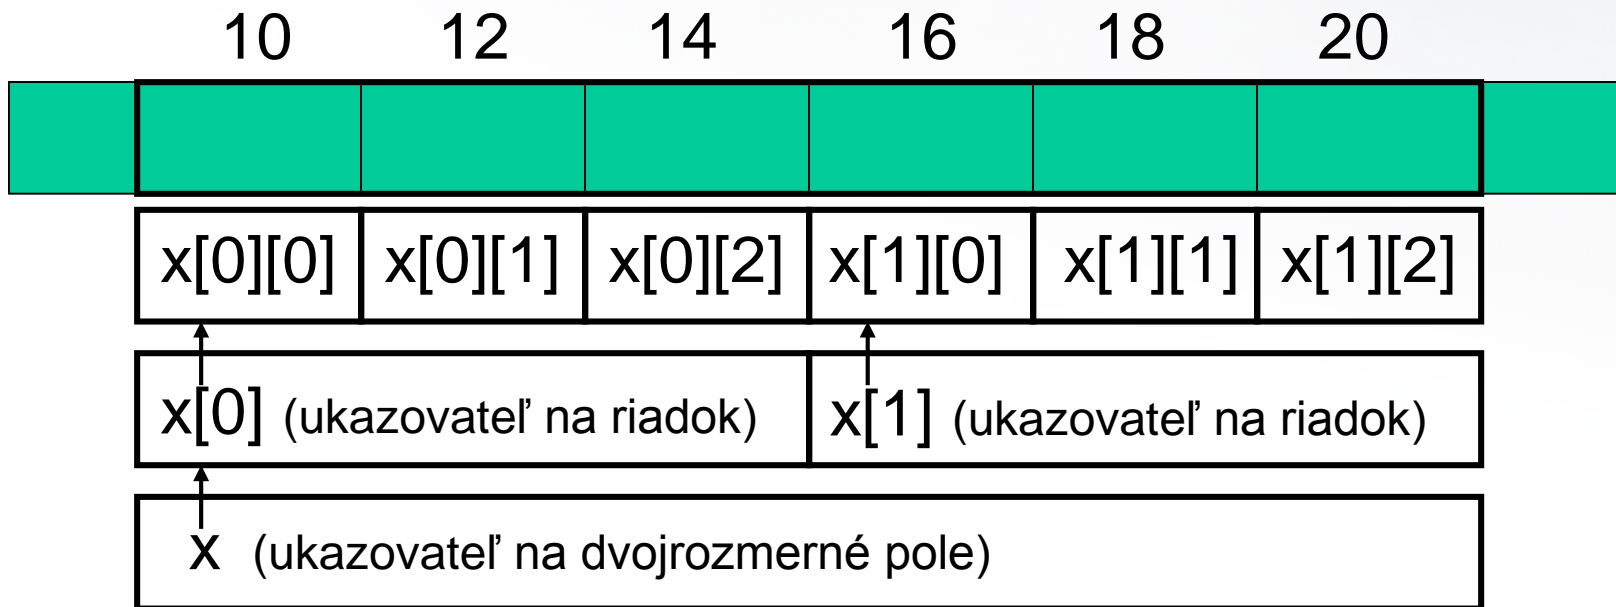 10 12 14 16 18 20
x[0][0] x[0][1] x[0][2] x[1][0] x[1][1] x[1][2]
x[0] (ukazovateľ na riadok) x[1] (ukazovateľ na riadok)
x (ukazovateľ na dvojrozmerné pole)